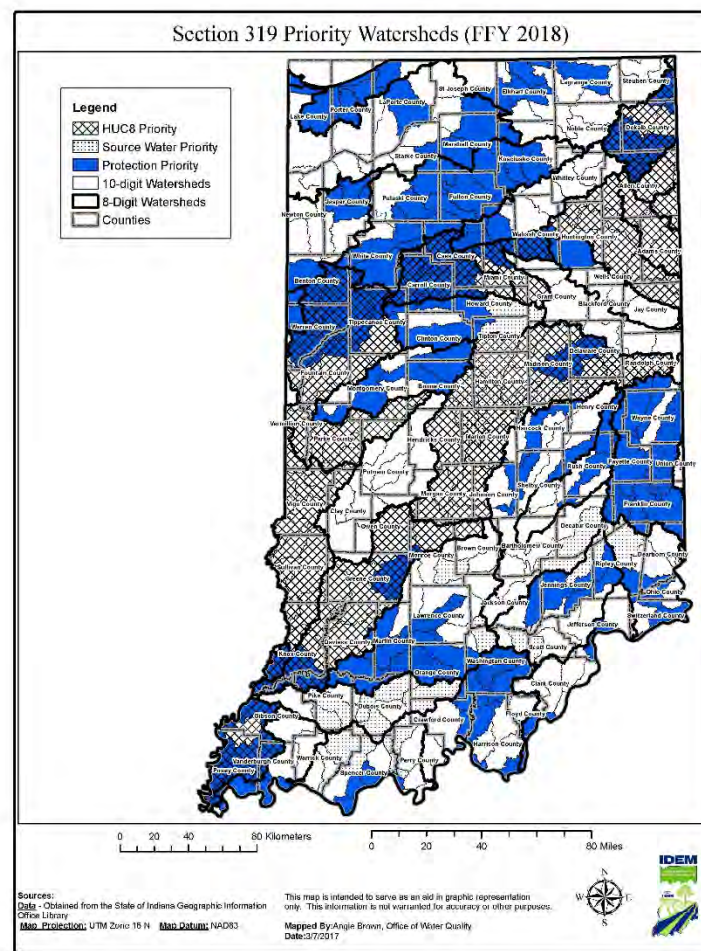 Section 319 Priority Watersheds (FFY 2018)
Legend
HUC8 Priority
Source Water Priority
Protection Priority
10-digit Watersheds
8-Digit Watersheds
Counties
Steuben County
Lagrange County
Elkhart County
St Joseph County
LaPorte County
Porter County
Lake County
Noble County
Dekalb County
Starke County
Marshall County
Kosciusko County
Whitley County
Allen County
Jasper County
Pulaski County
Fulton County
Newton County
Wabash County
Huntington County
White County
Cass County
Miami County
Adams County
Wells County
Benton County
Carroll County
Howard County
Grant County
Blackford County
Jay County
Warren County
Tippecanoe County
Clinton County
Tipton County
Delaware County
Madison County
Randolph County
Fountain County
Montgomery County
Boone County
Hamilton County
Henry County
Wayne County
Vermillion County
Parke County
Hendricks County
Marion County
Hancock County
Putnam County
Rush County
Fayette County
Union County
Shelby County
Morgan County
Johnson County
Franklin County
Vigo County
Clay County
Owen County
Decatur County
Monroe County
Brown County
Bartholomew County
Dearborn County
Ripley County
Sullivan County
Greene County
Jennings County
Ohio County
Jackson County
Lawrence County
Switzerland County
Jefferson County
Daviess County
Martin County
Scott County
Knox County
Orange County
Washington County
Clark County
Pike County
Dubois County
Gibson County
Crawford County
Floyd County
Harrison County
Vanderburgh County
Warrick County
Perry County
Posey County
Spencer County
0 20 40 80 Kilometers
0 20 40 80 Miles
IDEM
N
W E
S
Sources:
Data - Obtained from the State of Indiana Geographic Information
Office Library
Map Projection: UTM Zone 16 N Map Datum: NAD83
This map is intended to serve as an aid in graphic representation
only. This information is not warranted for accuracy or other purposes.
Mapped By:Angie Brown, Office of Water Quality
Date:3/7/2017